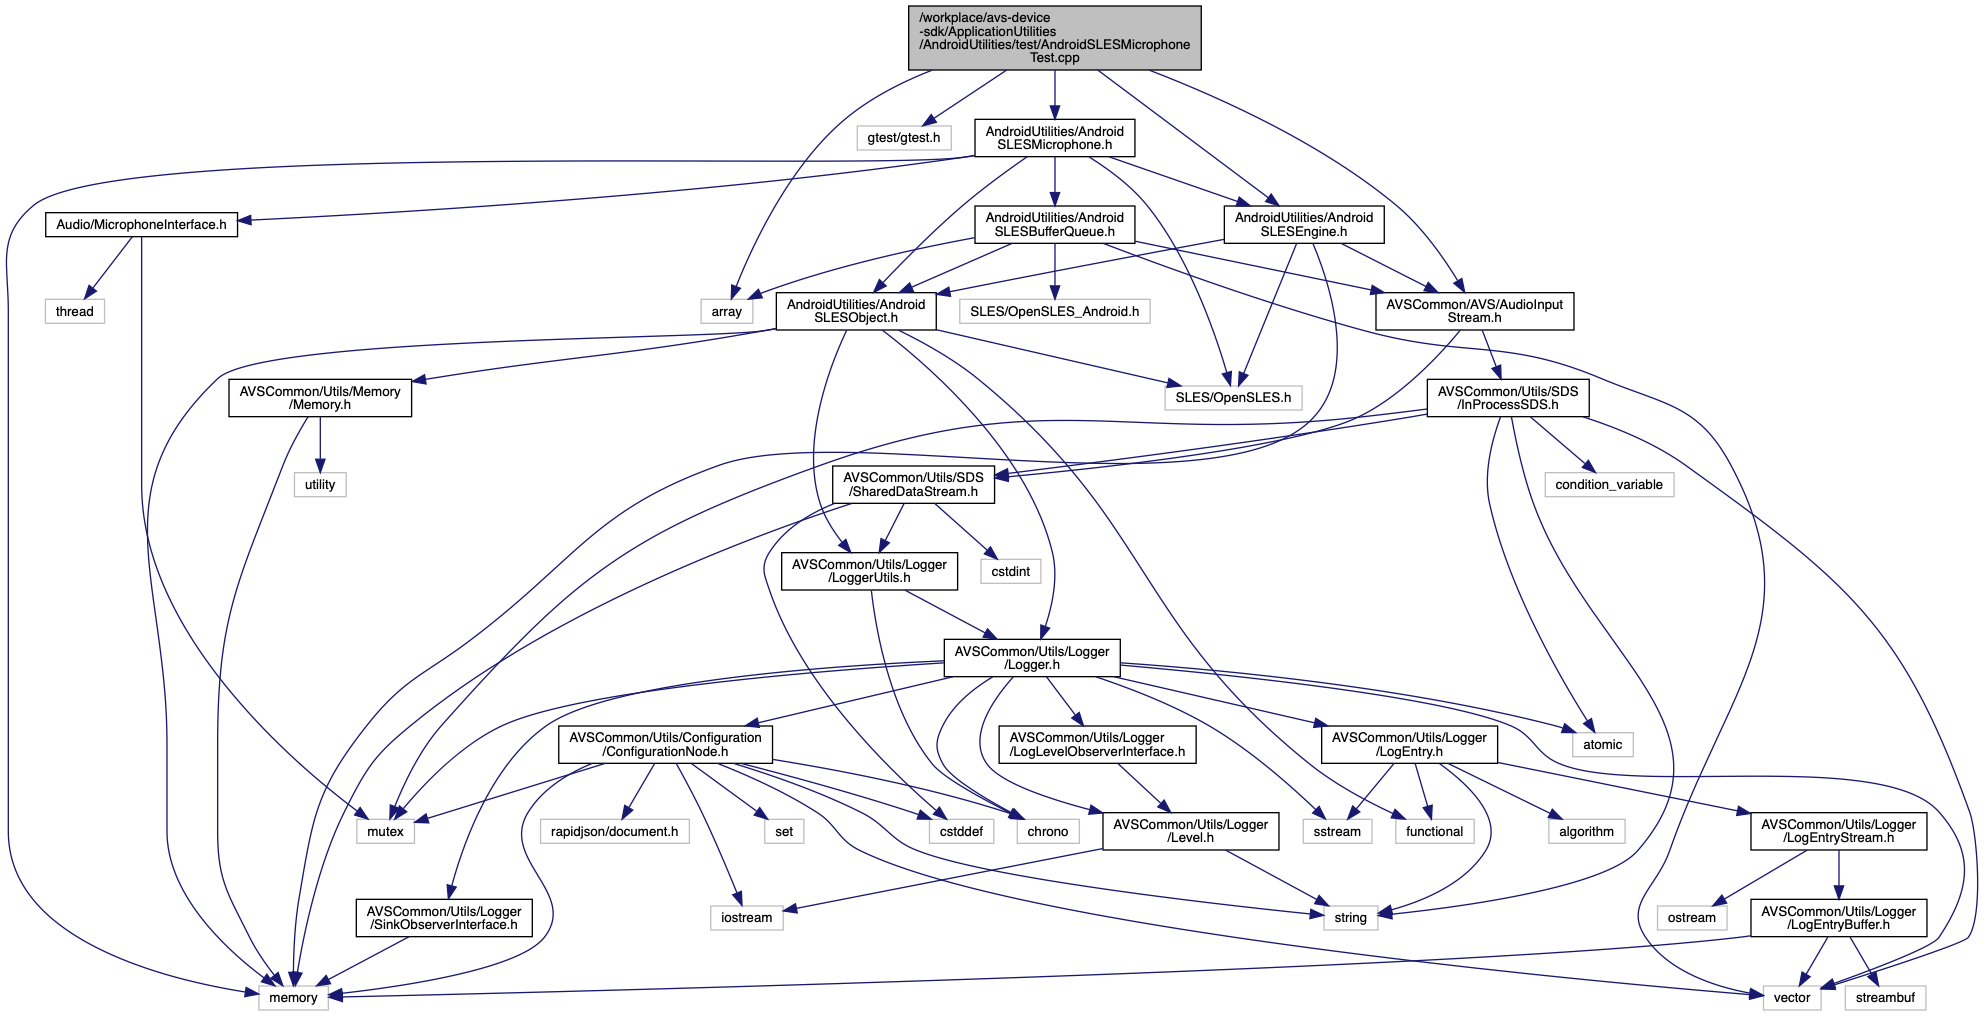 /workplace/avs-device
-sdk/ApplicationUtilities
/AndroidUtilities/test/AndroidSLESMicrophone
Test.cpp
gtest/gtest.h
AndroidUtilities/Android
SLESMicrophone.h
Audio/MicrophoneInterface.h
AndroidUtilities/Android
SLESBufferQueue.h
AndroidUtilities/Android
SLESEngine.h
thread
array
AndroidUtilities/Android
SLESObject.h
SLES/OpenSLES_Android.h
AVSCommon/AVS/AudioInput
Stream.h
AVSCommon/Utils/Memory
/Memory.h
SLES/OpenSLES.h
AVSCommon/Utils/SDS
/InProcessSDS.h
utility
AVSCommon/Utils/SDS
/SharedDataStream.h
condition_variable
AVSCommon/Utils/Logger
/LoggerUtils.h
cstdint
AVSCommon/Utils/Logger
/Logger.h
AVSCommon/Utils/Configuration
/ConfigurationNode.h
AVSCommon/Utils/Logger
/LogLevelObserverInterface.h
AVSCommon/Utils/Logger
/LogEntry.h
atomic
mutex
rapidjson/document.h
set
cstddef
chrono
AVSCommon/Utils/Logger
/Level.h
sstream
functional
algorithm
AVSCommon/Utils/Logger
/LogEntryStream.h
AVSCommon/Utils/Logger
/SinkObserverInterface.h
iostream
string
ostream
AVSCommon/Utils/Logger
/LogEntryBuffer.h
memory
vector
streambuf